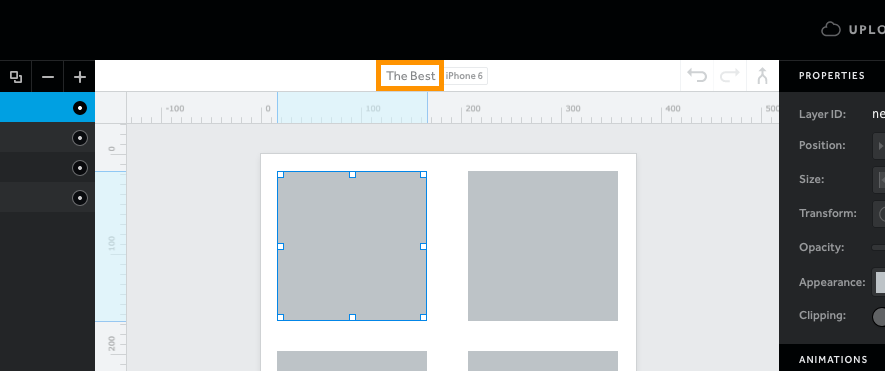 UPLO
The Best
iPhone 6
PROPERTIES
-100
0
100
200
300
400
500
Layer ID:
ne
Position:
Size:
Transform:
Opacity:
Appearance:
Clipping:
ANIMATIONS
0
100
200